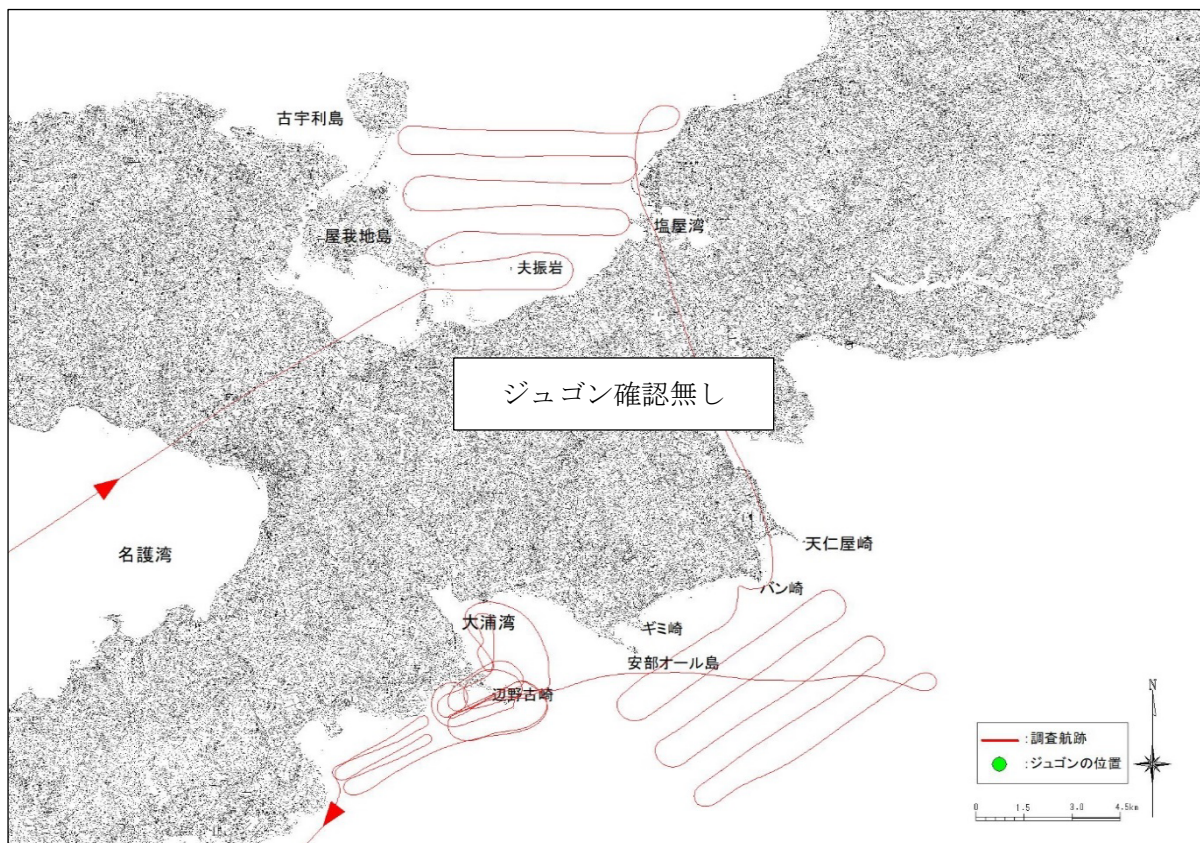 古宇利島
塩屋湾
屋我地島
夫振岩
ジュゴン確認無し
天仁屋崎
名護湾
バン崎
大浦湾
ギミ崎
安部オール島
辺野古崎
N
:調査航跡
:ジュゴンの位置
0 1.5 3.0 4.5km